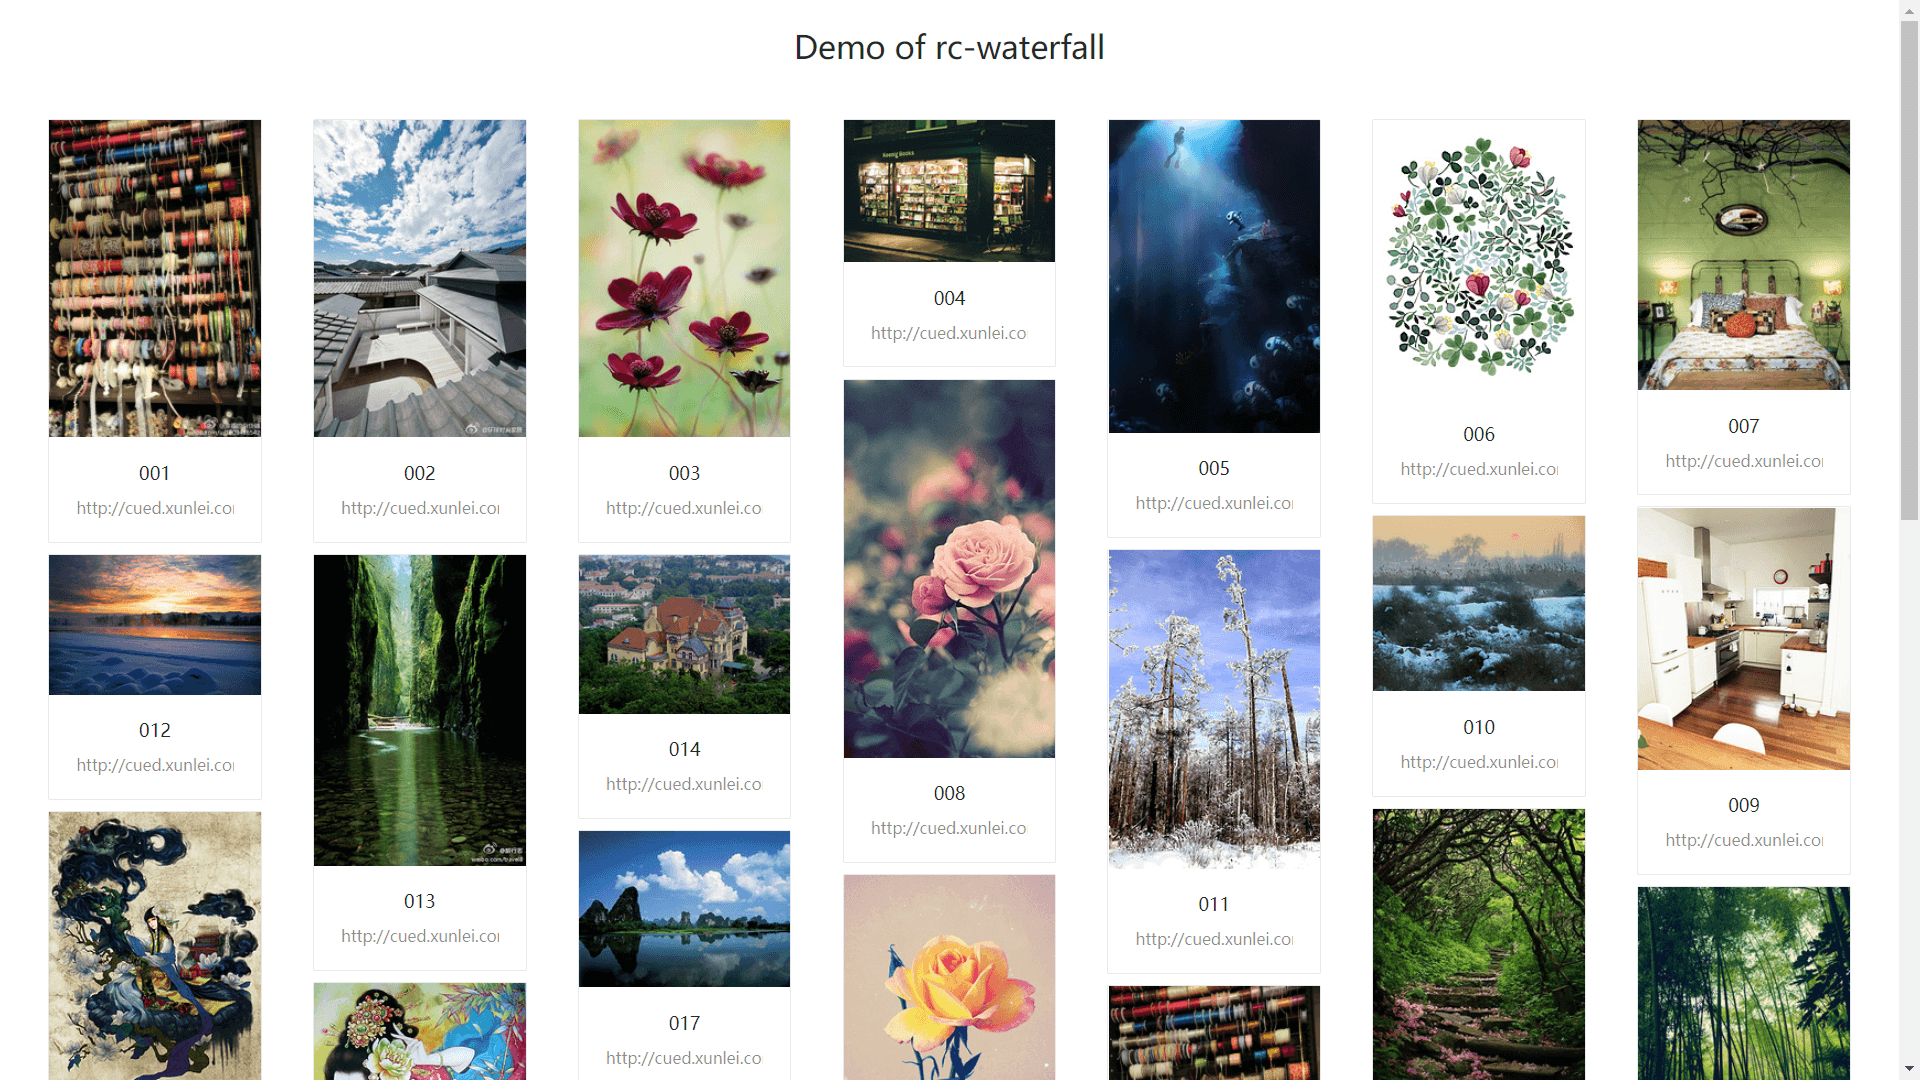 Demo of rc-waterfall
001
http://cued.xunlei.co
002
http://cued.xunlei.co
003
http://cued.xunlei.co
Koenig Books
004
http://cued.xunlei.co
005
http://cued.xunlei.co
006
http://cued.xunlei.co
007
http://cued.xunlei.co
012
http://cued.xunlei.co
013
http://cued.xunlei.co
014
http://cued.xunlei.co
008
http://cued.xunlei.co
011
http://cued.xunlei.co
010
http://cued.xunlei.co
009
http://cued.xunlei.co
017
http://cued.xunlei.co